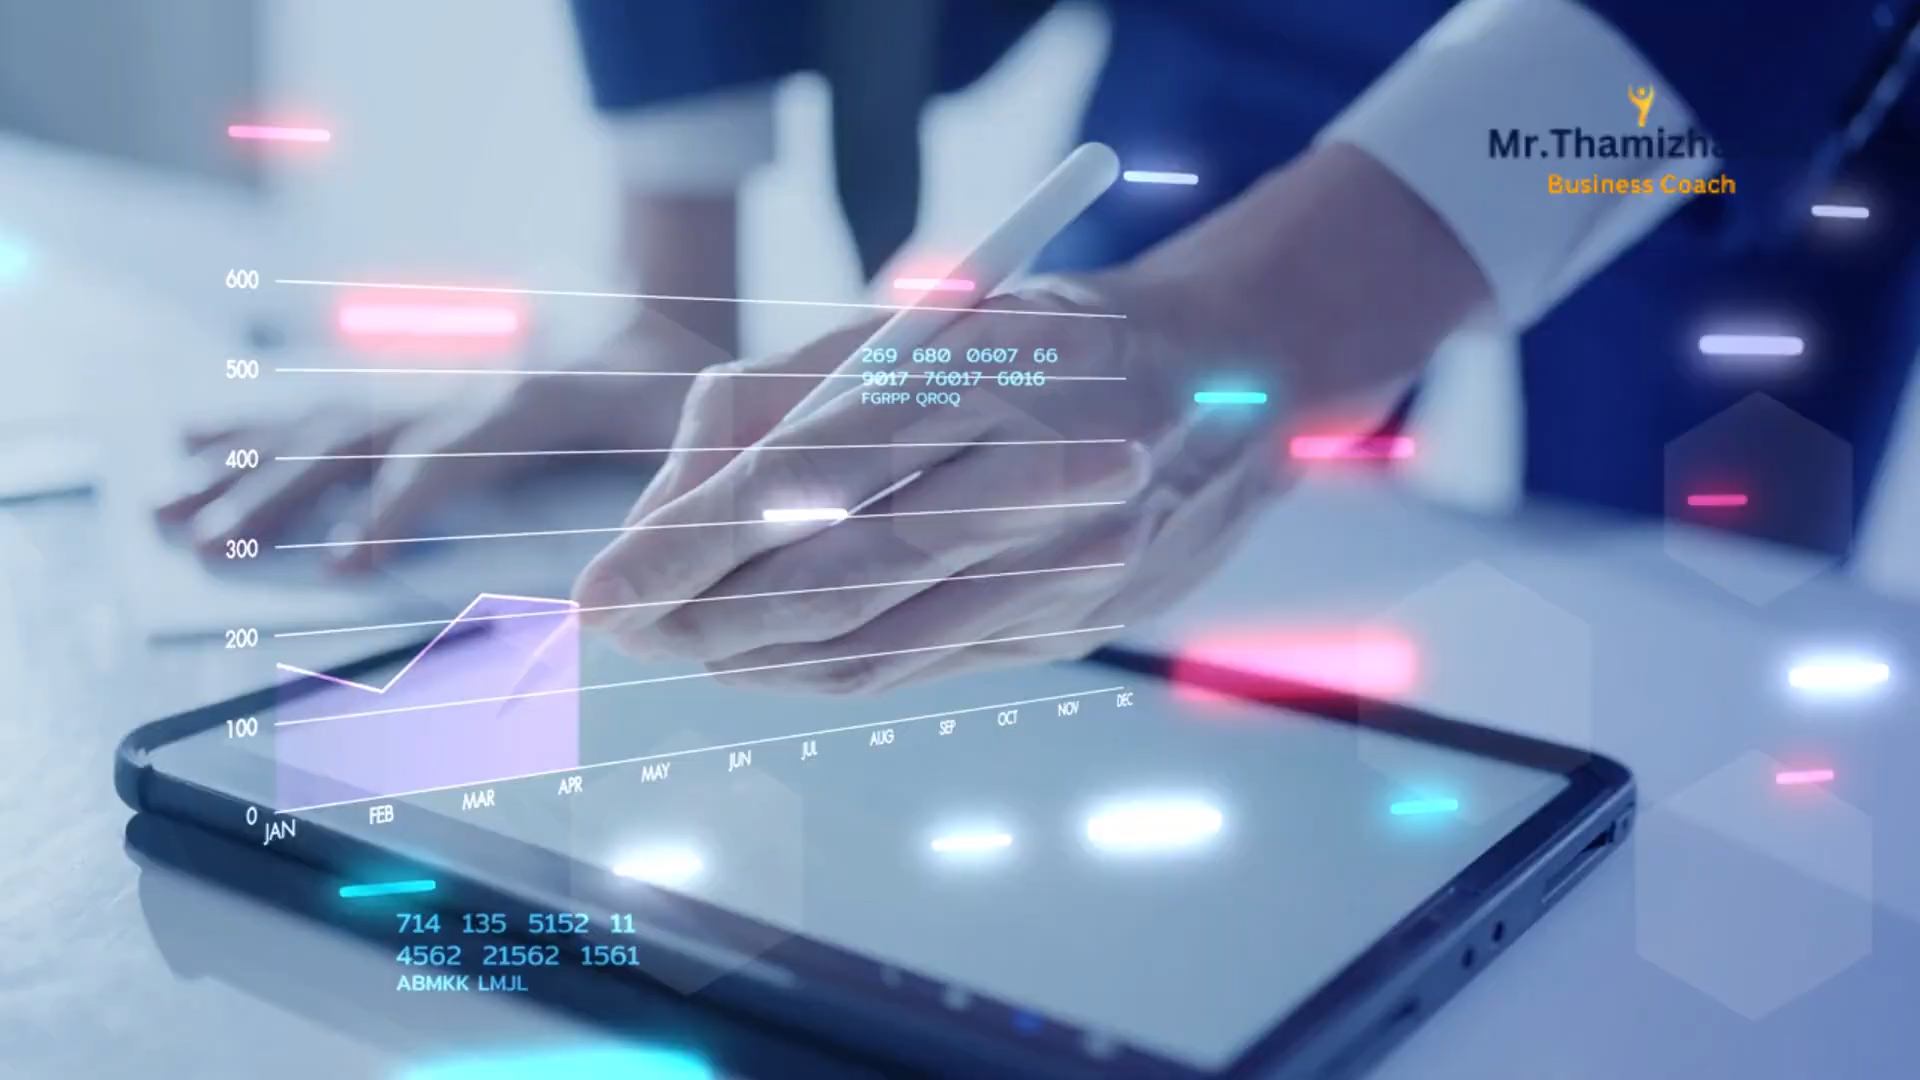 Mr.Thamizha
Business Coach
600
500
400
300
200
100
0
JAN FEB MAR APR MAY JUN JUL AUG SEP OCT NOV DEC
269 680 0607 66
9017 76017 6016
FGRPP QROQ
714 135 5152 11
4562 21562 1561
ABMKK LMJL